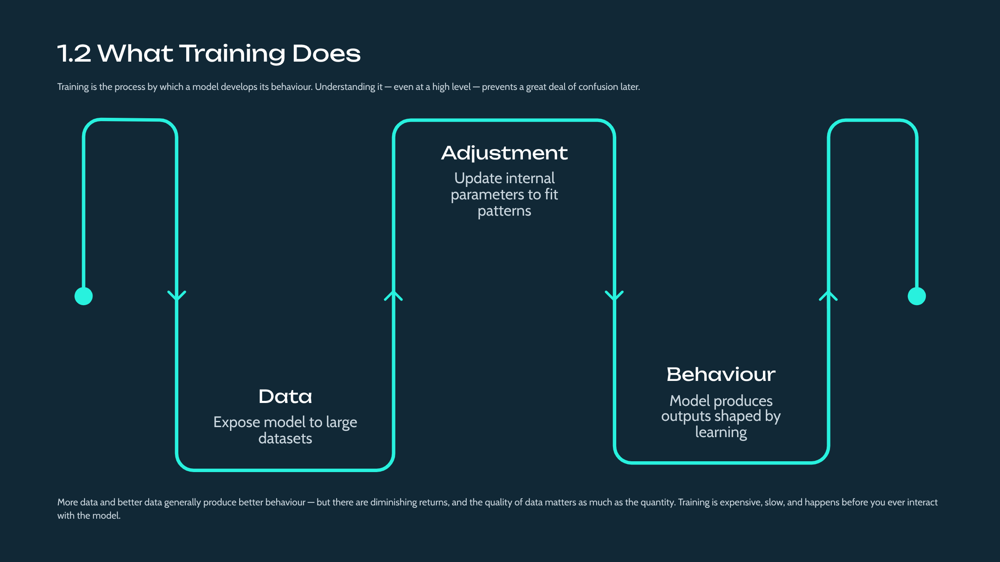 1.2 What Training Does
Training is the process by which a model develops its behaviour. Understanding it — even at a high level — prevents a great deal of confusion later.
Data
Expose model to large
datasets
Adjustment
Update internal
parameters to fit
patterns
Behaviour
Model produces
outputs shaped by
learning
More data and better data generally produce better behaviour — but there are diminishing returns, and the quality of data matters as much as the quantity. Training is expensive, slow, and happens before you ever interact
with the model.